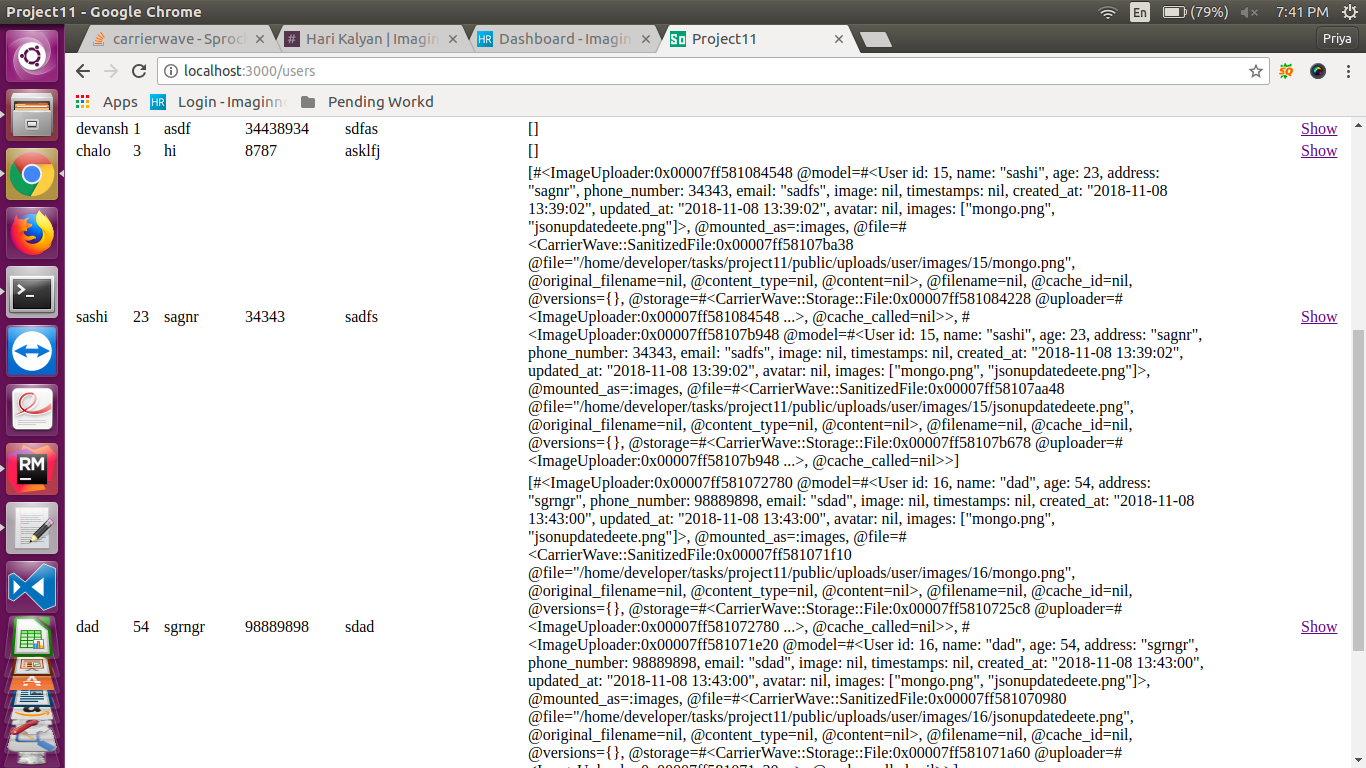 Project11 - Google Chrome
En
(79%)
7:41 PM
carrierwave - Sproc
Hari Kalyan | Imagin
HR
Dashboard - Imagin
So
Project11
Priya
localhost:3000/users
SQ
Apps
HR
Login - Imaginn
Pending Workd
devansh 1 asdf 34438934 sdfas [] Show
chalo 3 hi 8787 asklfj [] Show
[#<ImageUploader:0x00007ff581084548 @model=#<User id: 15, name: "sashi", age: 23, address:
"sagnr", phone_number: 34343, email: "sadfs", image: nil, timestamps: nil, created_at: "2018-11-08
13:39:02", updated_at: "2018-11-08 13:39:02", avatar: nil, images: ["mongo.png",
"jsonupdatedeete.png"]>, @mounted_as=:images, @file=#
<CarrierWave::SanitizedFile:0x00007ff58107ba38
@file="/home/developer/tasks/project11/public/uploads/user/images/15/mongo.png",
@original_filename=nil, @content_type=nil, @content=nil>, @filename=nil, @cache_id=nil,
@versions={}, @storage=#<CarrierWave::Storage::File:0x00007ff581084228 @uploader=#
sashi 23 sagnr 34343 sadfs <ImageUploader:0x00007ff581084548 ...>, @cache_called=nil>>, # Show
<ImageUploader:0x00007ff58107b948 @model=#<User id: 15, name: "sashi", age: 23, address: "sagnr",
phone_number: 34343, email: "sadfs", image: nil, timestamps: nil, created_at: "2018-11-08 13:39:02",
updated_at: "2018-11-08 13:39:02", avatar: nil, images: ["mongo.png", "jsonupdatedeete.png"]>,
@mounted_as=:images, @file=#<CarrierWave::SanitizedFile:0x00007ff58107aa48
@file="/home/developer/tasks/project11/public/uploads/user/images/15/jsonupdatedeete.png",
@original_filename=nil, @content_type=nil, @content=nil>, @filename=nil, @cache_id=nil,
@versions={}, @storage=#<CarrierWave::Storage::File:0x00007ff58107b678 @uploader=#
<ImageUploader:0x00007ff58107b948 ...>, @cache_called=nil>>]
[#<ImageUploader:0x00007ff581072780 @model=#<User id: 16, name: "dad", age: 54, address:
"sgrngr", phone_number: 98889898, email: "sdad", image: nil, timestamps: nil, created_at: "2018-11-08
13:43:00", updated_at: "2018-11-08 13:43:00", avatar: nil, images: ["mongo.png",
"jsonupdatedeete.png"]>, @mounted_as=:images, @file=#
<CarrierWave::SanitizedFile:0x00007ff581071f10
@file="/home/developer/tasks/project11/public/uploads/user/images/16/mongo.png",
@original_filename=nil, @content_type=nil, @content=nil>, @filename=nil, @cache_id=nil,
@versions={}, @storage=#<CarrierWave::Storage::File:0x00007ff5810725c8 @uploader=#
dad 54 sgrngr 98889898 sdad <ImageUploader:0x00007ff581072780 ...>, @cache_called=nil>>, # Show
<ImageUploader:0x00007ff581071e20 @model=#<User id: 16, name: "dad", age: 54, address: "sgrngr",
phone_number: 98889898, email: "sdad", image: nil, timestamps: nil, created_at: "2018-11-08 13:43:00",
updated_at: "2018-11-08 13:43:00", avatar: nil, images: ["mongo.png", "jsonupdatedeete.png"]>,
@mounted_as=:images, @file=#<CarrierWave::SanitizedFile:0x00007ff581070980
@file="/home/developer/tasks/project11/public/uploads/user/images/16/jsonupdatedeete.png",
@original_filename=nil, @content_type=nil, @content=nil>, @filename=nil, @cache_id=nil,
@versions={}, @storage=#<CarrierWave::Storage::File:0x00007ff581071a60 @uploader=#
RM